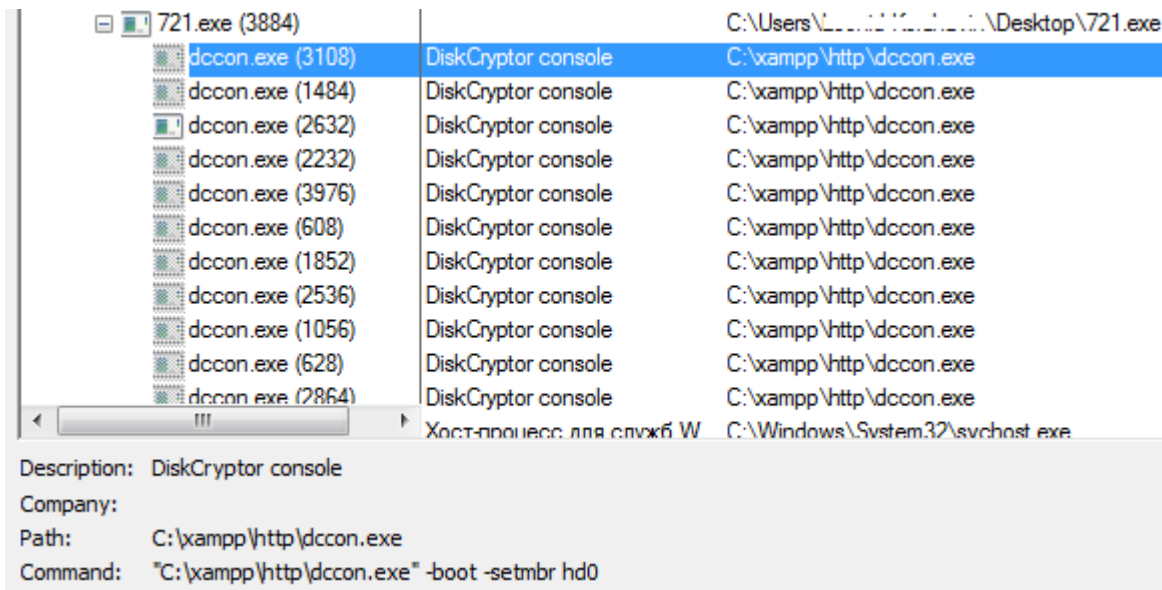 721.exe (3884) C:\Users\ \Desktop\721.exe
dccon.exe (3108) DiskCryptor console C:\xampp\http\dccon.exe
dccon.exe (1484) DiskCryptor console C:\xampp\http\dccon.exe
dccon.exe (2632) DiskCryptor console C:\xampp\http\dccon.exe
dccon.exe (2232) DiskCryptor console C:\xampp\http\dccon.exe
dccon.exe (3976) DiskCryptor console C:\xampp\http\dccon.exe
dccon.exe (608) DiskCryptor console C:\xampp\http\dccon.exe
dccon.exe (1852) DiskCryptor console C:\xampp\http\dccon.exe
dccon.exe (2536) DiskCryptor console C:\xampp\http\dccon.exe
dccon.exe (1056) DiskCryptor console C:\xampp\http\dccon.exe
dccon.exe (628) DiskCryptor console C:\xampp\http\dccon.exe
dccon.exe (2864) DiskCryptor console C:\xampp\http\dccon.exe
Хост-процесс для служб W... C:\Windows\System32\svchost.exe
Description: DiskCryptor console
Company:
Path: C:\xampp\http\dccon.exe
Command: "C:\xampp\http\dccon.exe" -boot -setmbr hd0